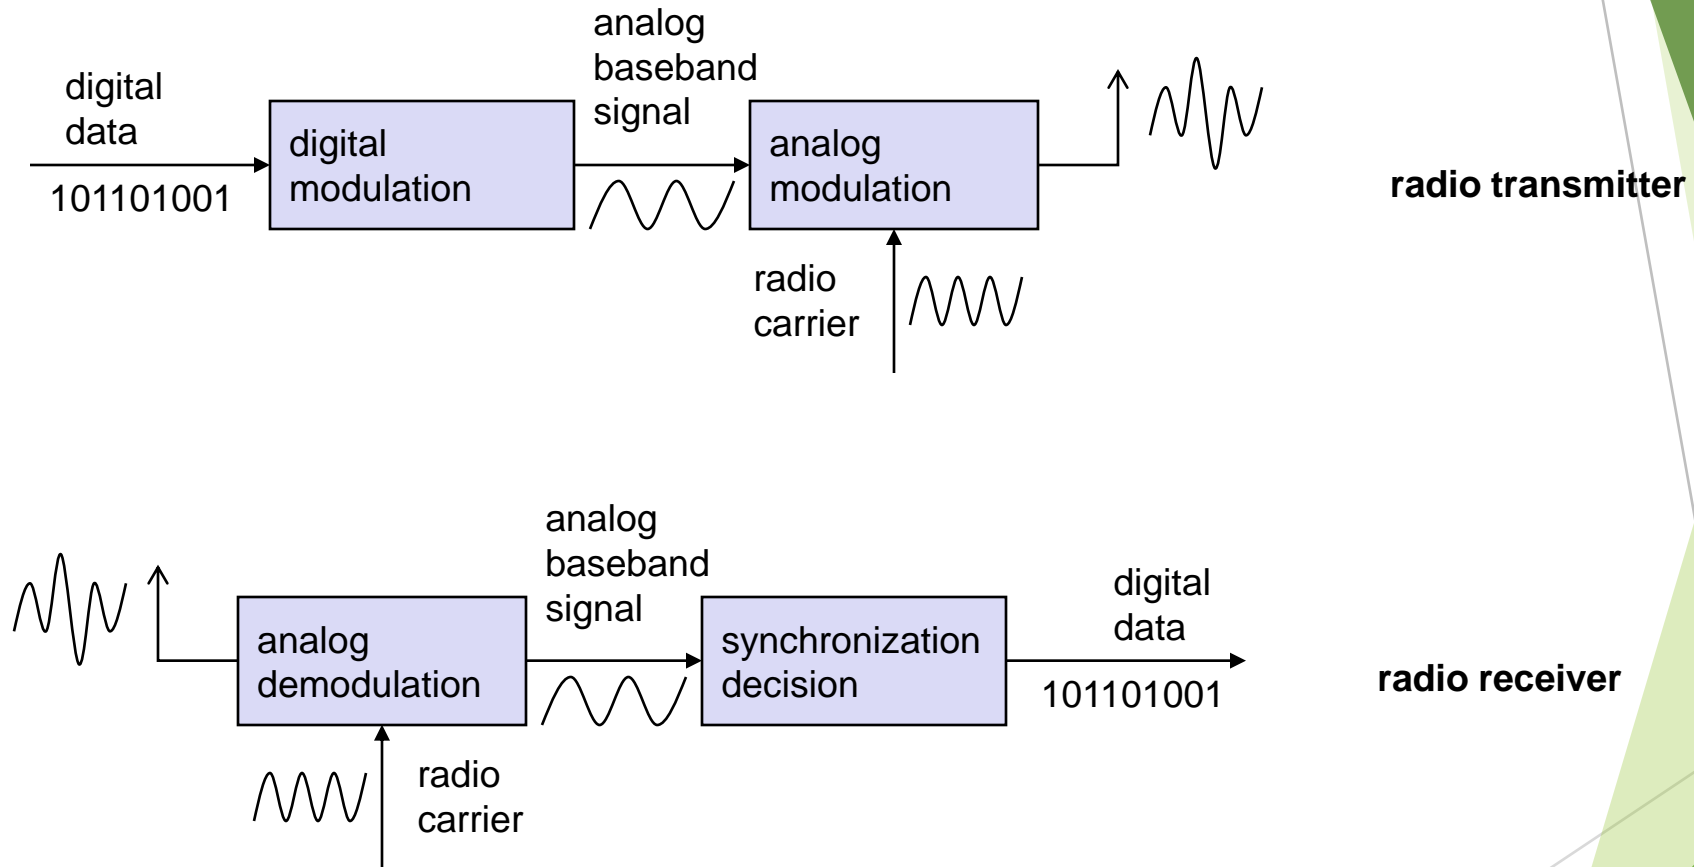 analog
baseband
signal
digital
data
101101001
digital
modulation
analog
modulation
radio
carrier
radio transmitter
analog
baseband
signal
analog
demodulation
synchronization
decision
digital
data
101101001
radio
carrier
radio receiver